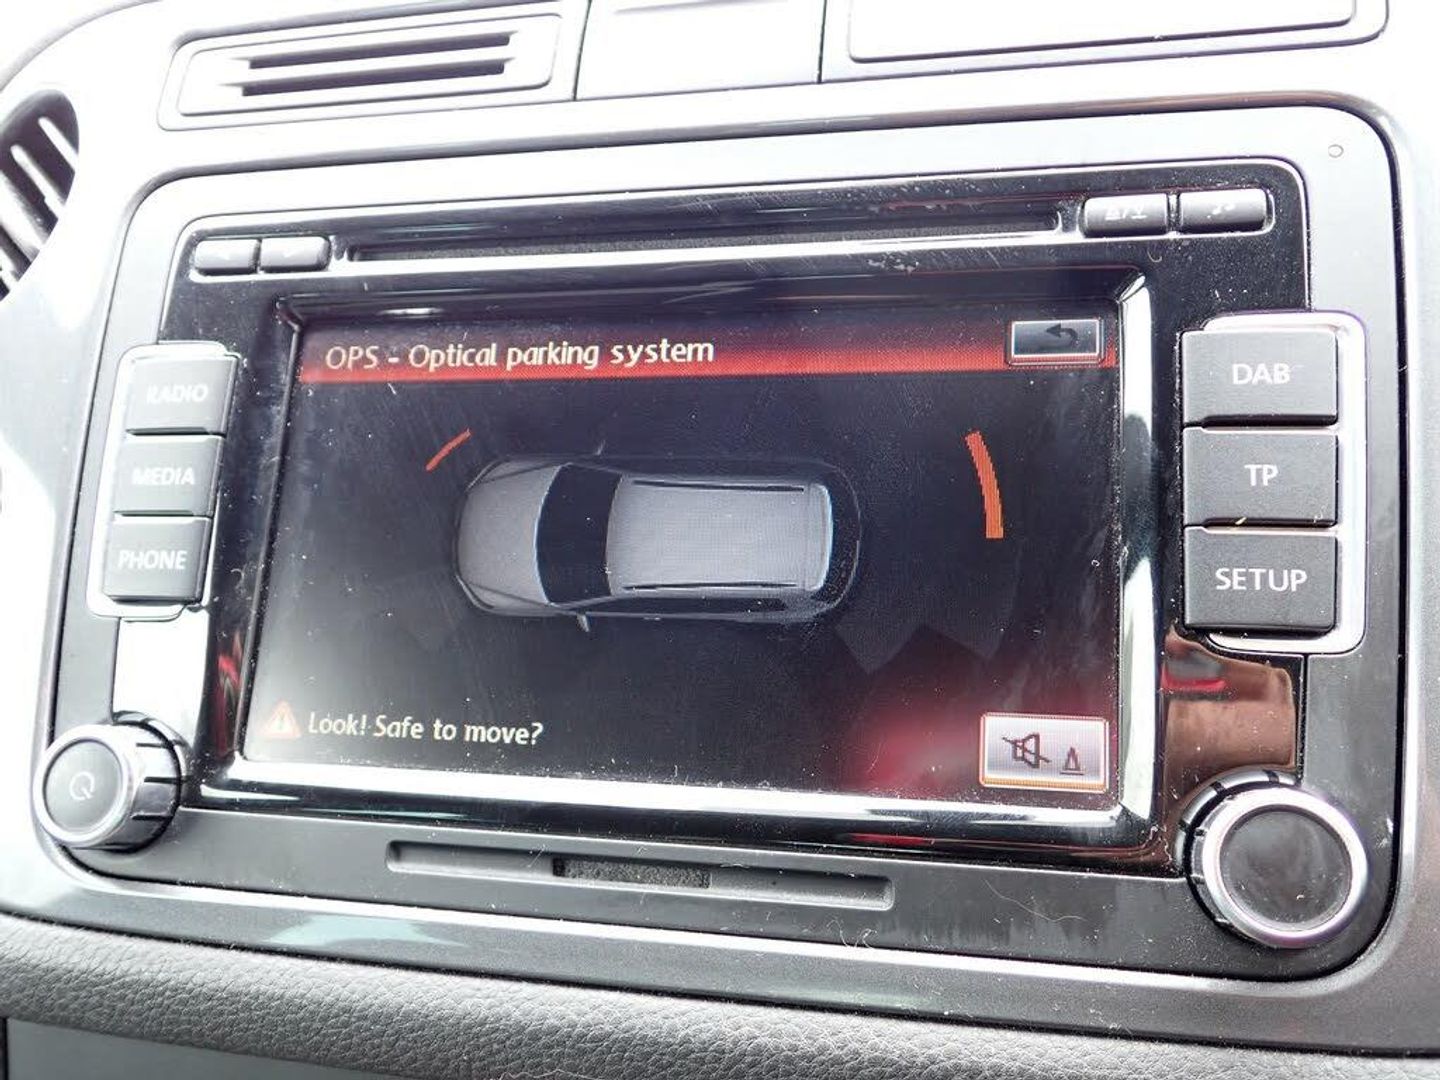 OPS - Optical parking system
RADIO
MEDIA
PHONE
DAB
TP
SETUP
Look! Safe to move?